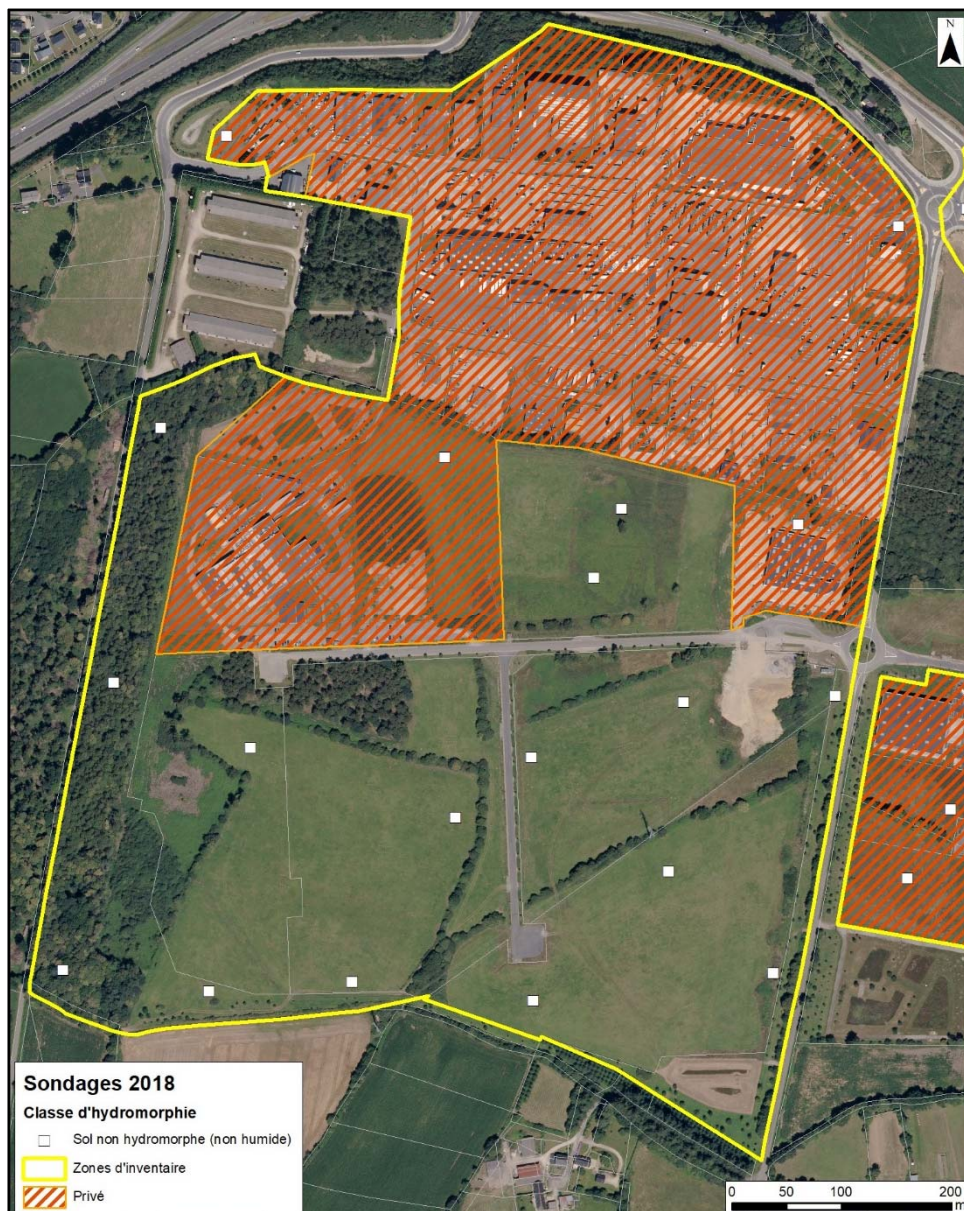 N
Sondages 2018
Classe d'hydromorphie
Sol non hydromorphe (non humide)
Zones d'inventaire
Privé
0 50 100 200
m